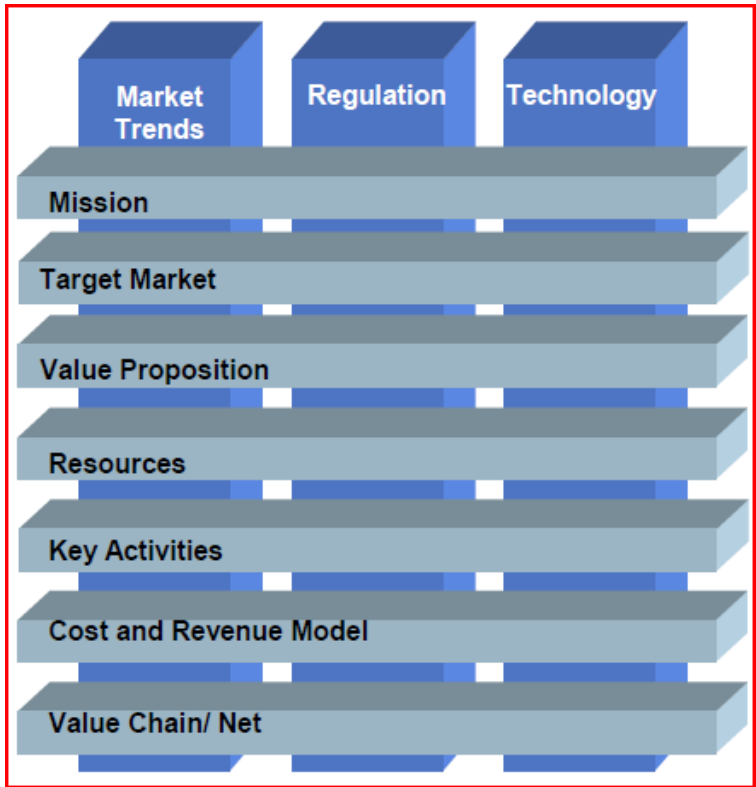 Market
Trends
Regulation
Technology
Mission
Target Market
Value Proposition
Resources
Key Activities
Cost and Revenue Model
Value Chain/ Net